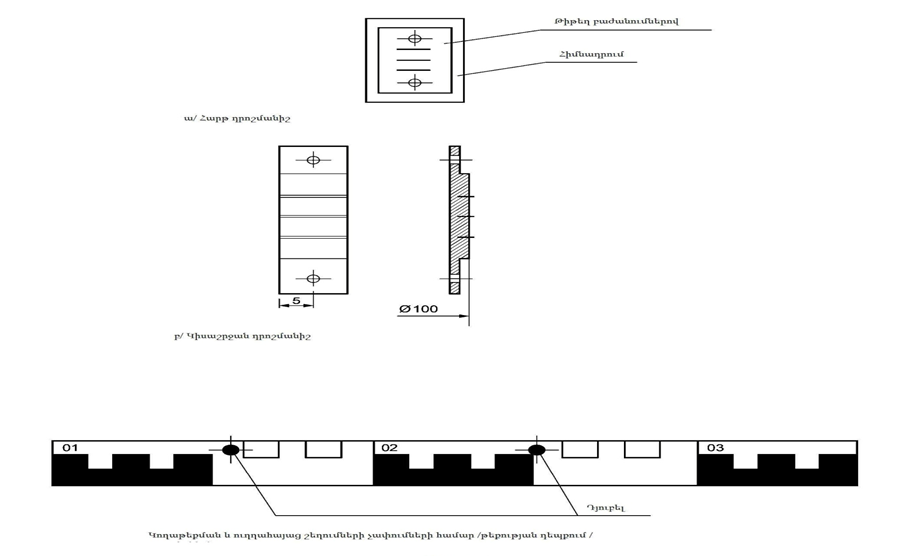 Թիթեղ բաժանումներով
Հիմնադրում
ա/ Հարթ դրոշմանիշ
5
Ø100
բ/ Կիսաշրջան դրոշմանիշ
01
02
03
Դյուբել
Կողաթեքման և ուղղահայաց շեղումների չափումների համար /թեքության դեպքում /